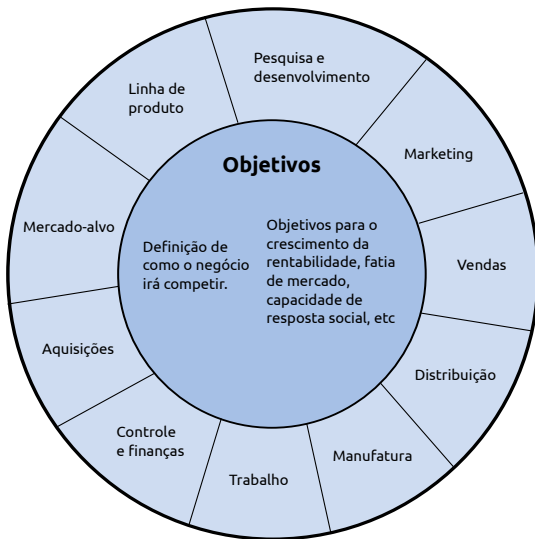 Pesquisa e
desenvolvimento
Marketing
Vendas
Distribuição
Manufatura
Trabalho
Controle
e finanças
Aquisições
Mercado-alvo
Linha de
produto
Objetivos
Definição de
como o negócio
irá competir.
Objetivos para o
crescimento da
rentabilidade, fatia
de mercado,
capacidade de
resposta social, etc